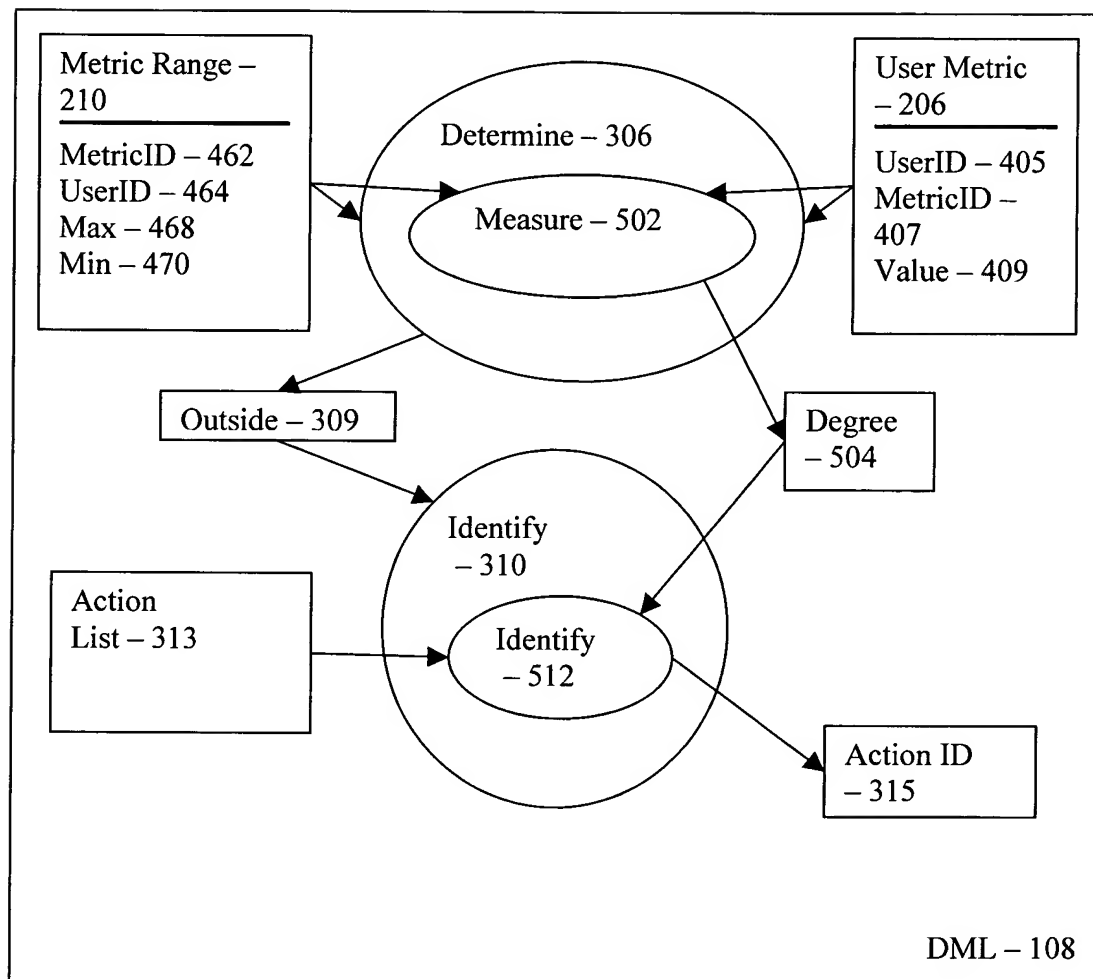 Metric Range –
210
MetricID – 462
UserID – 464
Max – 468
Min – 470
Determine – 306
Measure – 502
User Metric
– 206
UserID – 405
MetricID –
407
Value – 409
Outside – 309
Degree
– 504
Identify
– 310
Action
List – 313
Identify
– 512
Action ID
– 315
DML – 108